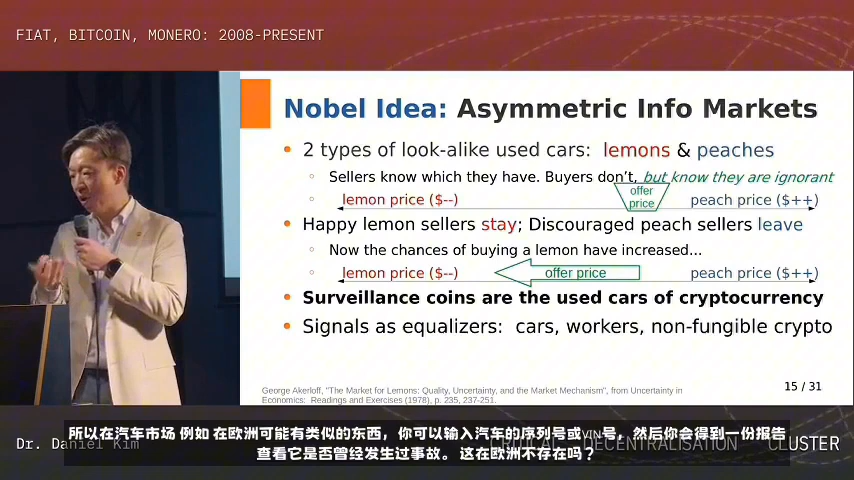 FIAT, BITCOIN, MONERO: 2008-PRESENT
Nobel Idea: Asymmetric Info Markets
• 2 types of look-alike used cars: lemons & peaches
◦ Sellers know which they have. Buyers don't, but know they are ignorant
offer
price
◦ lemon price ($--) peach price ($++)
• Happy lemon sellers stay; Discouraged peach sellers leave
◦ Now the chances of buying a lemon have increased...
◦ lemon price ($--) offer price peach price ($++)
• Surveillance coins are the used cars of cryptocurrency
• Signals as equalizers: cars, workers, non-fungible crypto
George Akerloff, "The Market for Lemons: Quality, Uncertainty, and the Market Mechanism", from Uncertainty in
Economics: Readings and Exercises (1978), p. 235, 237-251.
15 / 31
所以在汽车市场 例如 在欧洲可能有类似的东西，你可以输入汽车的序列号或VIN号，然后你会得到一份报告
查看它是否曾经发生过事故。 这在欧洲不存在吗？
Dr. Daniel Kim
DECENTRALISATION CLUSTER